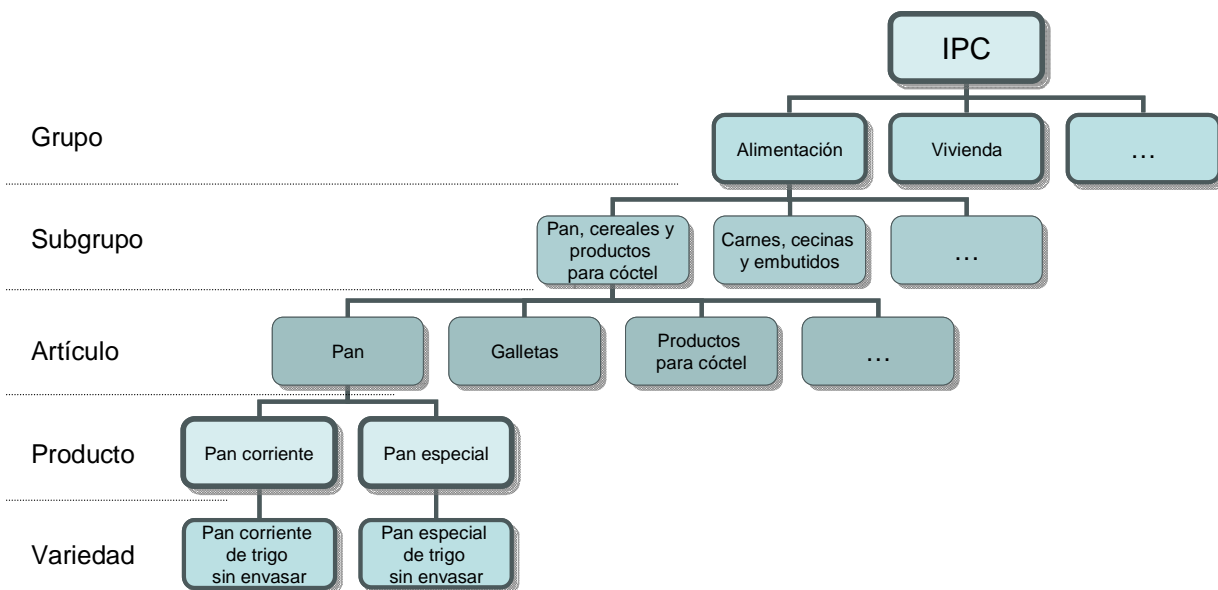 IPC
Grupo
Alimentación
Vivienda
…
Subgrupo
Pan, cereales y
productos
para cóctel
Carnes, cecinas
y embutidos
…
Artículo
Pan
Galletas
Productos
para cóctel
…
Producto
Pan corriente
Pan especial
Variedad
Pan corriente
de trigo
sin envasar
Pan especial
de trigo
sin envasar